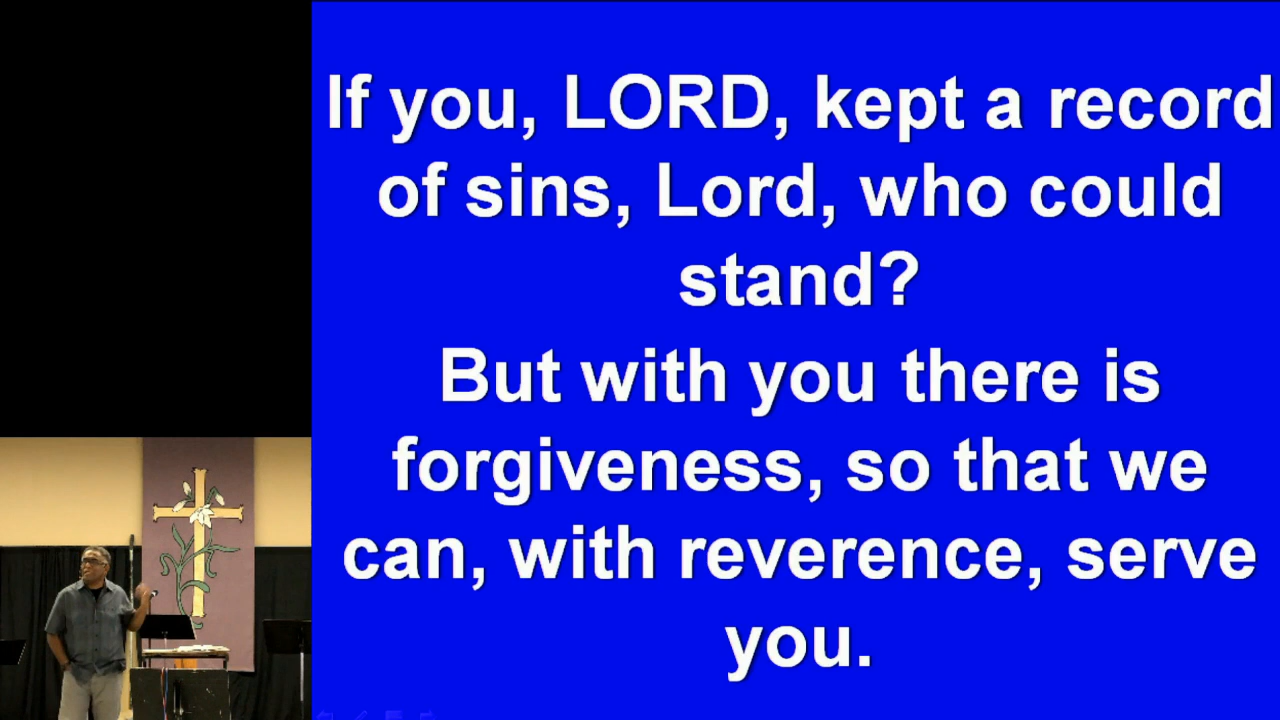 If you, LORD, kept a record
of sins, Lord, who could
stand?
But with you there is
forgiveness, so that we
can, with reverence, serve
you.